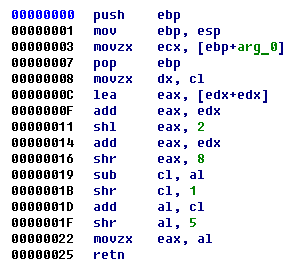 00000000 push ebp
00000001 mov ebp, esp
00000003 movzx ecx, [ebp+arg_0]
00000007 pop ebp
00000008 movzx dx, cl
0000000C lea eax, [edx+edx]
0000000F add eax, edx
00000011 shl eax, 2
00000014 add eax, edx
00000016 shr eax, 8
00000019 sub cl, al
0000001B shr cl, 1
0000001D add al, cl
0000001F shr al, 5
00000022 movzx eax, al
00000025 retn